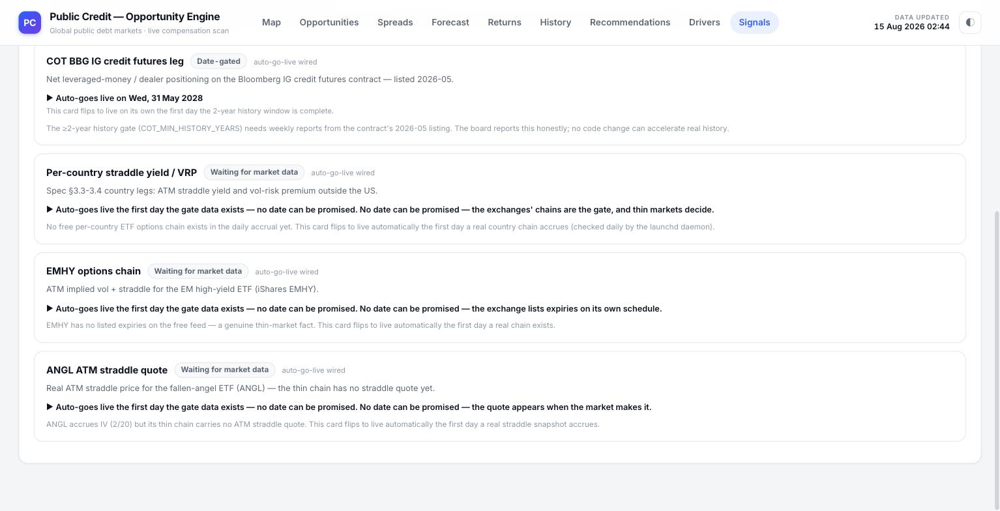 PC
Public Credit — Opportunity Engine
Global public debt markets · live compensation scan
Map Opportunities Spreads Forecast Returns History Recommendations Drivers Signals
DATA UPDATED
15 Aug 2026 02:44
COT BBG IG credit futures leg Date-gated auto-go-live wired
Net leveraged-money / dealer positioning on the Bloomberg IG credit futures contract — listed 2026-05.
▶ Auto-goes live on Wed, 31 May 2028
This card flips to live on its own the first day the 2-year history window is complete.
The ≥2-year history gate (COT_MIN_HISTORY_YEARS) needs weekly reports from the contract's 2026-05 listing. The board reports this honestly; no code change can accelerate real history.
Per-country straddle yield / VRP Waiting for market data auto-go-live wired
Spec §3.3-3.4 country legs: ATM straddle yield and vol-risk premium outside the US.
▶ Auto-goes live the first day the gate data exists — no date can be promised. No date can be promised — the exchanges' chains are the gate, and thin markets decide.
No free per-country ETF options chain exists in the daily accrual yet. This card flips to live automatically the first day a real country chain accrues (checked daily by the launchd daemon).
EMHY options chain Waiting for market data auto-go-live wired
ATM implied vol + straddle for the EM high-yield ETF (iShares EMHY).
▶ Auto-goes live the first day the gate data exists — no date can be promised. No date can be promised — the exchange lists expiries on its own schedule.
EMHY has no listed expiries on the free feed — a genuine thin-market fact. This card flips to live automatically the first day a real chain exists.
ANGL ATM straddle quote Waiting for market data auto-go-live wired
Real ATM straddle price for the fallen-angel ETF (ANGL) — the thin chain has no straddle quote yet.
▶ Auto-goes live the first day the gate data exists — no date can be promised. No date can be promised — the quote appears when the market makes it.
ANGL accrues IV (2/20) but its thin chain carries no ATM straddle quote. This card flips to live automatically the first day a real straddle snapshot accrues.